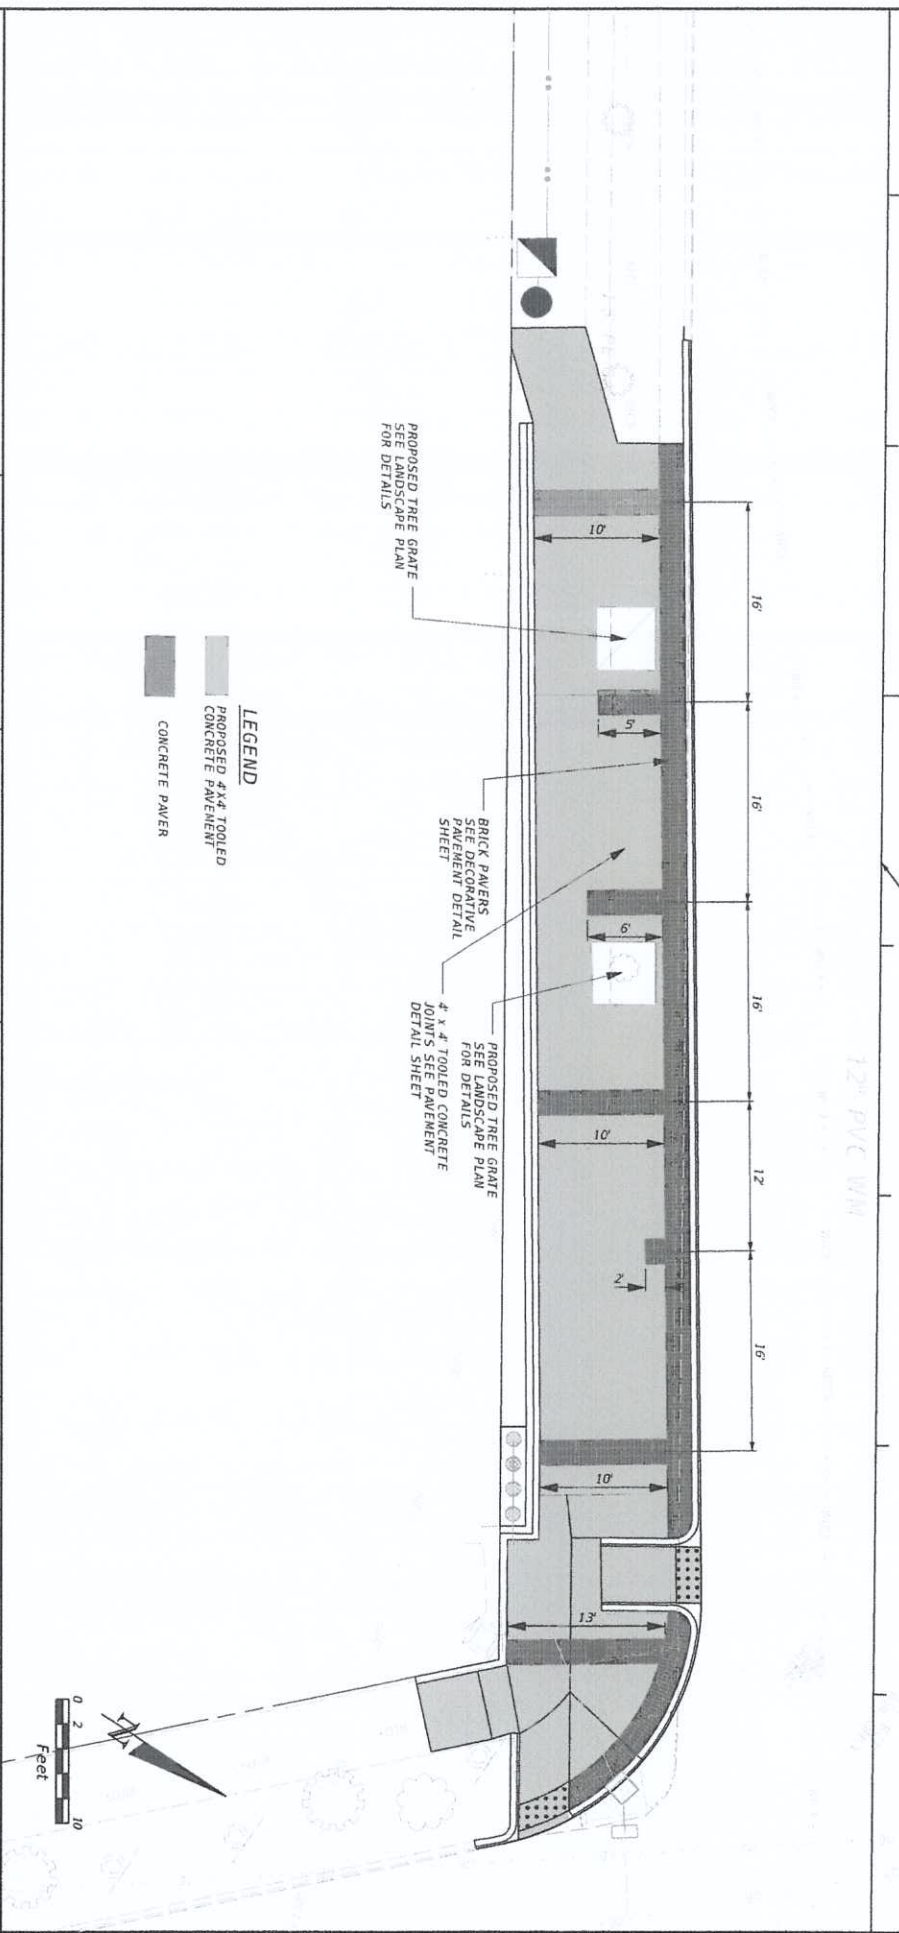 PROPOSED TREE GRATE
SEE LANDSCAPE PLAN
FOR DETAILS
10'
16'
5'
16'
BRICK PAVERS
SEE DECORATIVE
PAVEMENT DETAIL
SHEET
6'
16'
4' x 4' TOOLED CONCRETE
JOINTS SEE PAVEMENT
DETAIL SHEET
PROPOSED TREE GRATE
SEE LANDSCAPE PLAN
FOR DETAILS
10'
12'
2'
16'
10'
13'
12" PVC WM
LEGEND
PROPOSED 4'X4' TOOLED
CONCRETE PAVEMENT
CONCRETE PAVER
N
0 2 10
Feet